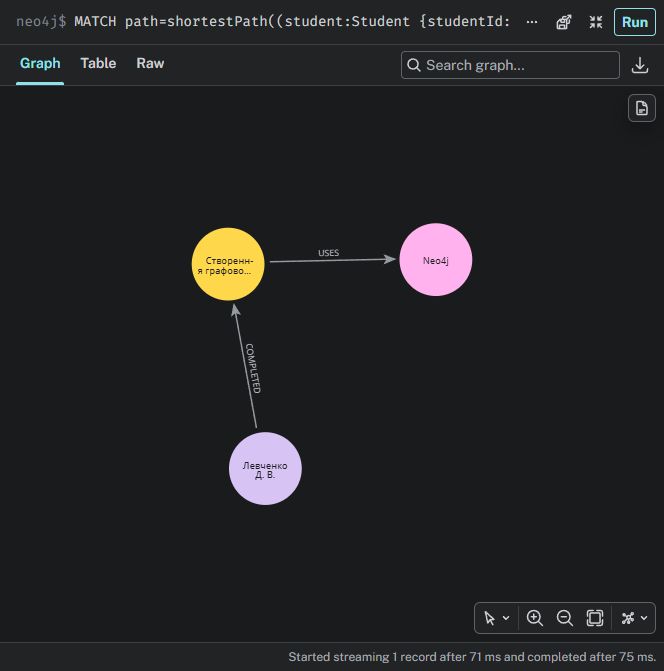 neo4j$ MATCH path=shortestPath((student:Student {studentId: ... Run
Graph Table Raw Search graph...
USES
Створенн-
я графово...
Neo4j
COMPLETED
Левченко
Д. В.
Started streaming 1 record after 71 ms and completed after 75 ms.